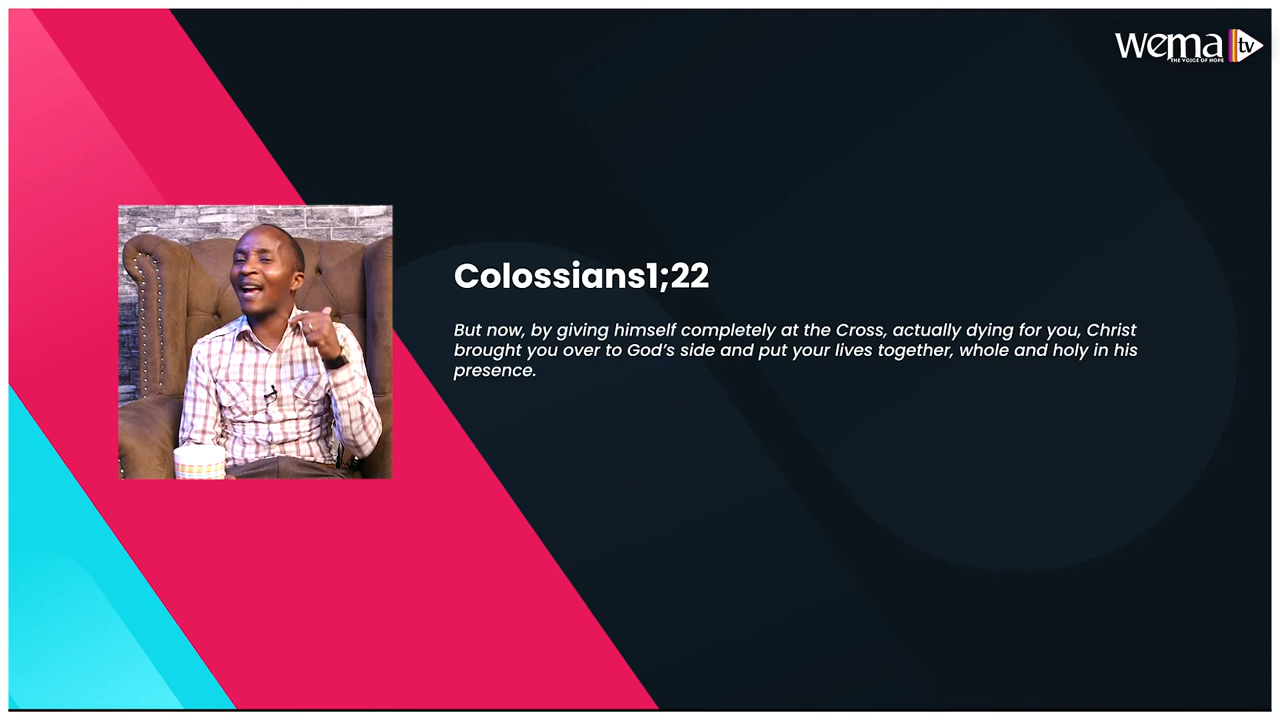 wema tv
THE VOICE OF HOPE
Colossians1;22
But now, by giving himself completely at the Cross, actually dying for you, Christ
brought you over to God’s side and put your lives together, whole and holy in his
presence.